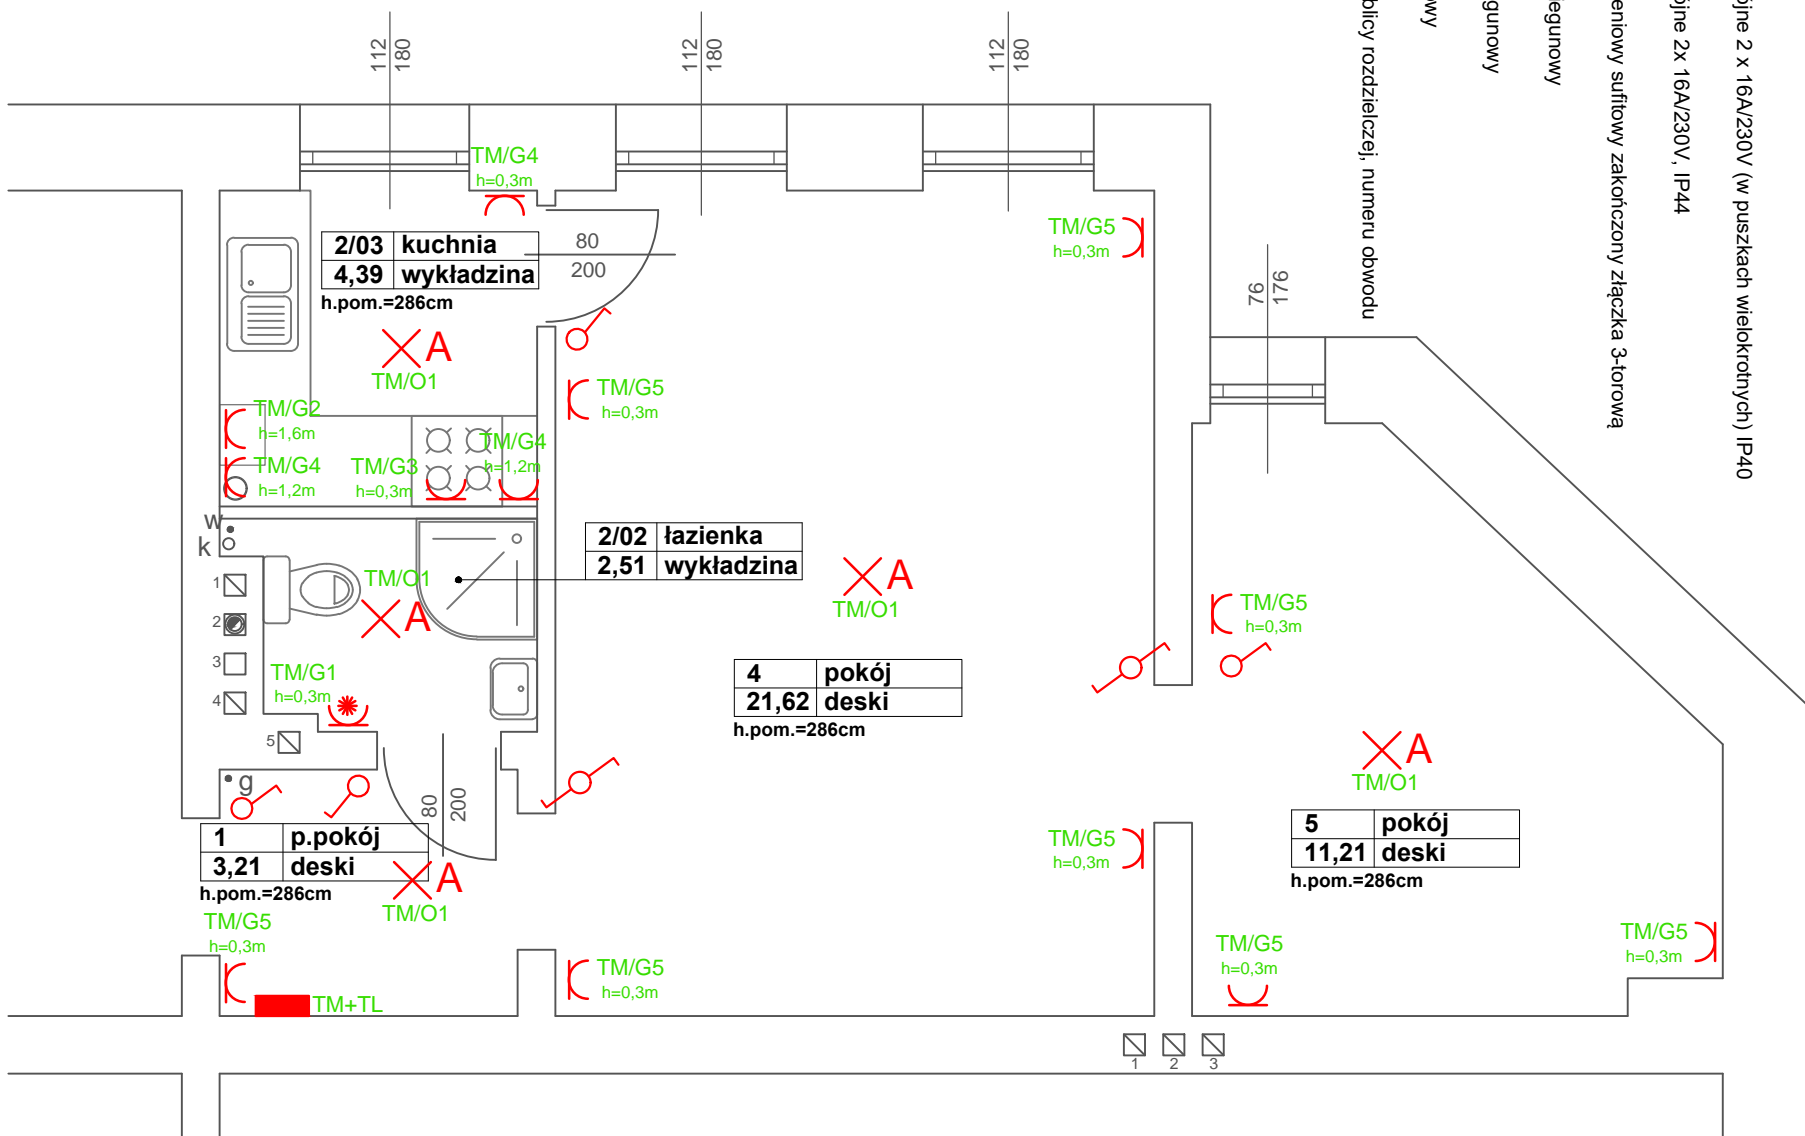 112
180
112
180
112
180
ójne 2 x 16A/230V (w puszkach wielokrotnych) IP40
ójne 2x 16A/230V, IP44
eniowy sufitowy zakończony złączka 3-torową
iegunowy
gunowy
owy
blicy rozdzielczej, numeru obwodu
TM/G4
h=0,3m
2/03 kuchnia
4,39 wykładzina
h.pom.=286cm
80
200
TM/G5
h=0,3m
76
176
A
TM/O1
TM/G5
h=0,3m
TM/G2
h=1,6m
TM/G4
h=1,2m
TM/G3
h=0,3m
TM/G4
h=1,2m
w
k
2/02 łazienka
2,51 wykładzina
TM/O1
A
A
TM/O1
1
2
3
4
5
TM/G1
h=0,3m
TM/G5
h=0,3m
4 pokój
21,62 deski
h.pom.=286cm
g
80
200
A
TM/O1
1 p.pokój
3,21 deski
h.pom.=286cm
A
TM/O1
TM/G5
h=0,3m
5 pokój
11,21 deski
h.pom.=286cm
TM/G5
h=0,3m
TM+TL
TM/G5
h=0,3m
TM/G5
h=0,3m
TM/G5
h=0,3m
1
2
3